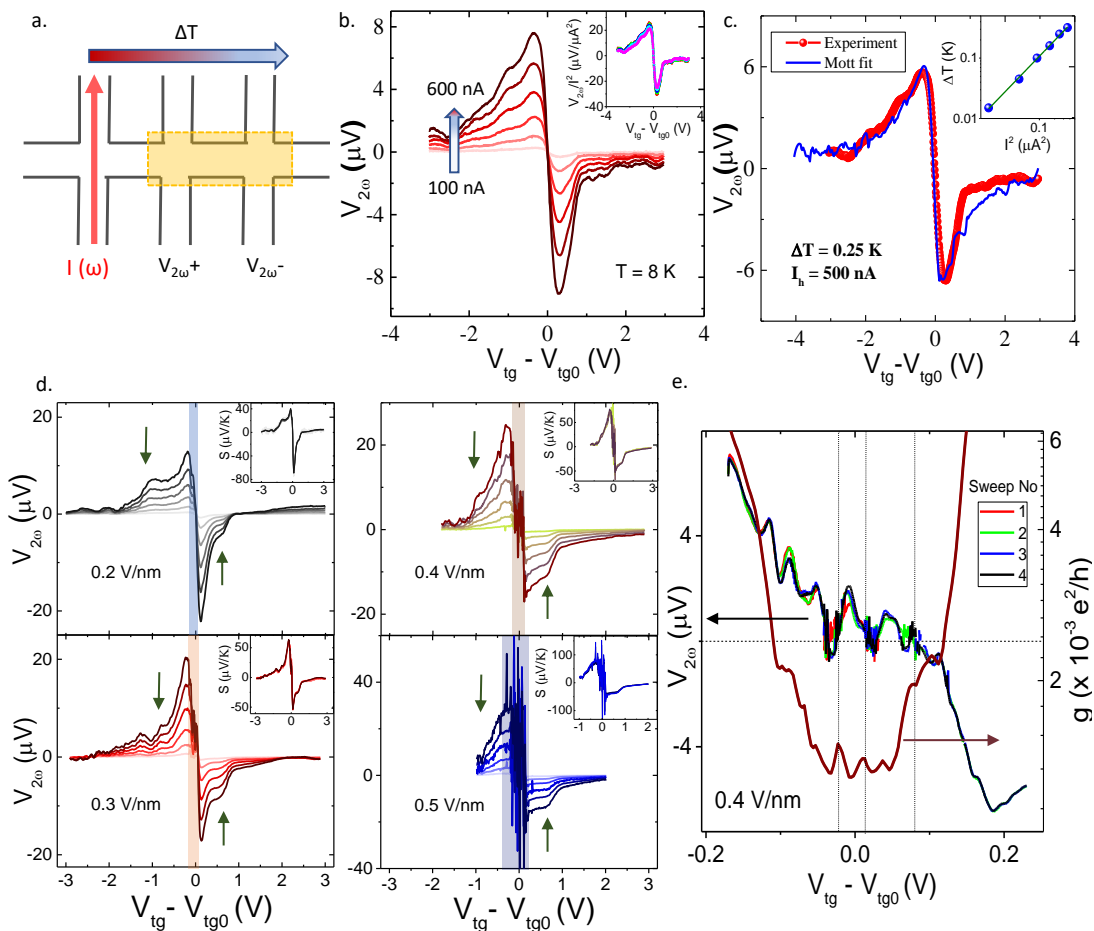 a.
ΔT
I (ω)
V2ω+
V2ω-
b.
V2ω (μV)
8
4
0
-4
-8
600 nA
100 nA
T = 8 K
-4 -2 0 2 4
Vtg - Vtg0 (V)
V2ω/I² (μV/μA²)
20
0
-20
-40
-3 0 3
Vtg - Vtg0 (V)
c.
Experiment
Mott fit
V2ω (μV)
6
0
-6
ΔT = 0.25 K
Ih = 500 nA
-4 -2 0 2 4
Vtg-Vtg0 (V)
ΔT (K)
0.1
0.01
0.1
I² (μA²)
d.
V2ω (μV)
20
0
-20
0.2 V/nm
S (μV/K)
40
0
-40
-80
-3 0 3
20
0
-20
0.4 V/nm
S (μV/K)
50
0
-50
-3 0 3
V2ω (μV)
20
0
-20
0.3 V/nm
S (μV/K)
50
0
-50
-3 0 3
-3 -2 -1 0 1 2 3
Vtg - Vtg0 (V)
20
0
-20
-40
0.5 V/nm
S (μV/K)
100
0
-100
-1 0 1 2
-2 -1 0 1 2 3
Vtg - Vtg0 (V)
e.
V2ω (μV)
4
-4
Sweep No
1
2
3
4
0.4 V/nm
6
4
2
g (x 10⁻³ e²/h)
-0.2 0.0 0.2
Vtg - Vtg0 (V)